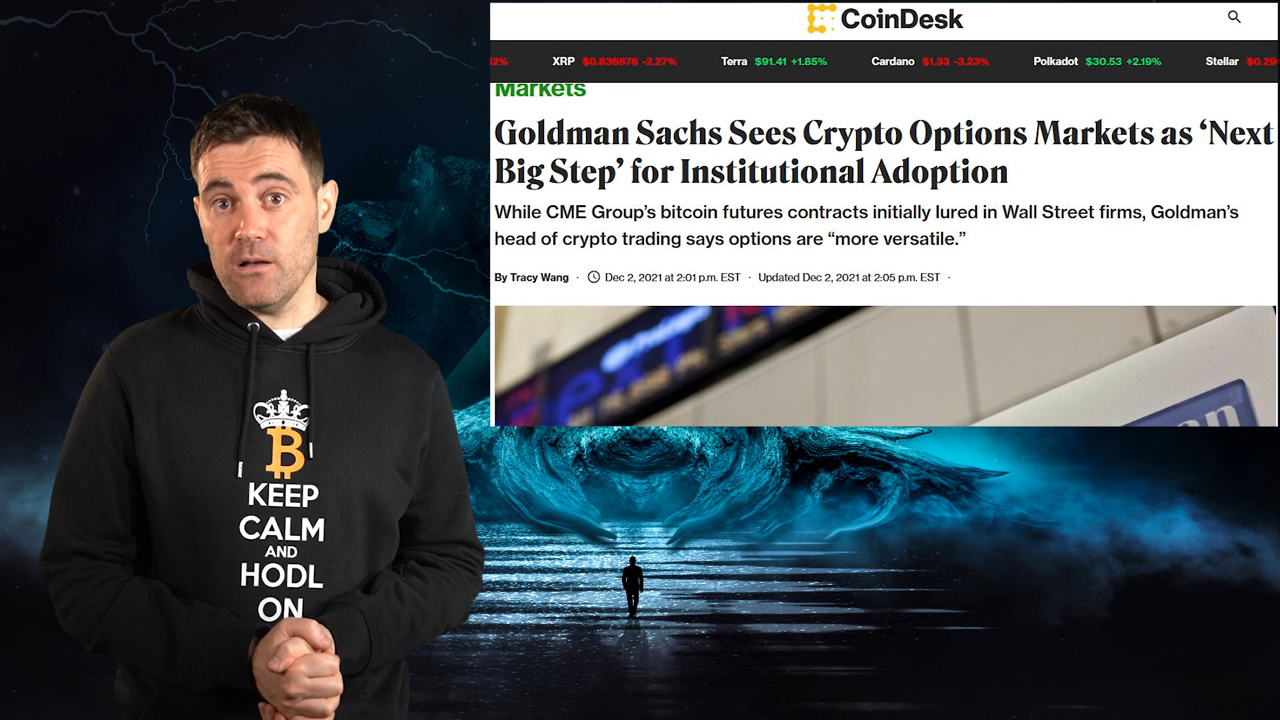 CoinDesk
2% XRP $0.836876 -2.27% Terra $91.41 +1.85% Cardano $1.33 -3.23% Polkadot $30.53 +2.19% Stellar $0.29
Markets
Goldman Sachs Sees Crypto Options Markets as ‘Next
Big Step’ for Institutional Adoption
While CME Group’s bitcoin futures contracts initially lured in Wall Street firms, Goldman’s
head of crypto trading says options are “more versatile.”
By Tracy Wang · Dec 2, 2021 at 2:01 p.m. EST · Updated Dec 2, 2021 at 2:05 p.m. EST ·
KEEP
CALM
AND
HODL
ON